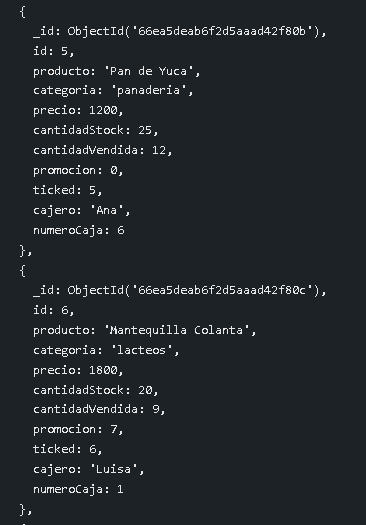 {
_id: ObjectId('66ea5deab6f2d5aaad42f80b'),
id: 5,
producto: 'Pan de Yuca',
categoria: 'panaderia',
precio: 1200,
cantidadStock: 25,
cantidadVendida: 12,
promocion: 0,
ticked: 5,
cajero: 'Ana',
numeroCaja: 6
},
{
_id: ObjectId('66ea5deab6f2d5aaad42f80c'),
id: 6,
producto: 'Mantequilla Colanta',
categoria: 'lacteos',
precio: 1800,
cantidadStock: 20,
cantidadVendida: 9,
promocion: 7,
ticked: 6,
cajero: 'Luisa',
numeroCaja: 1
},